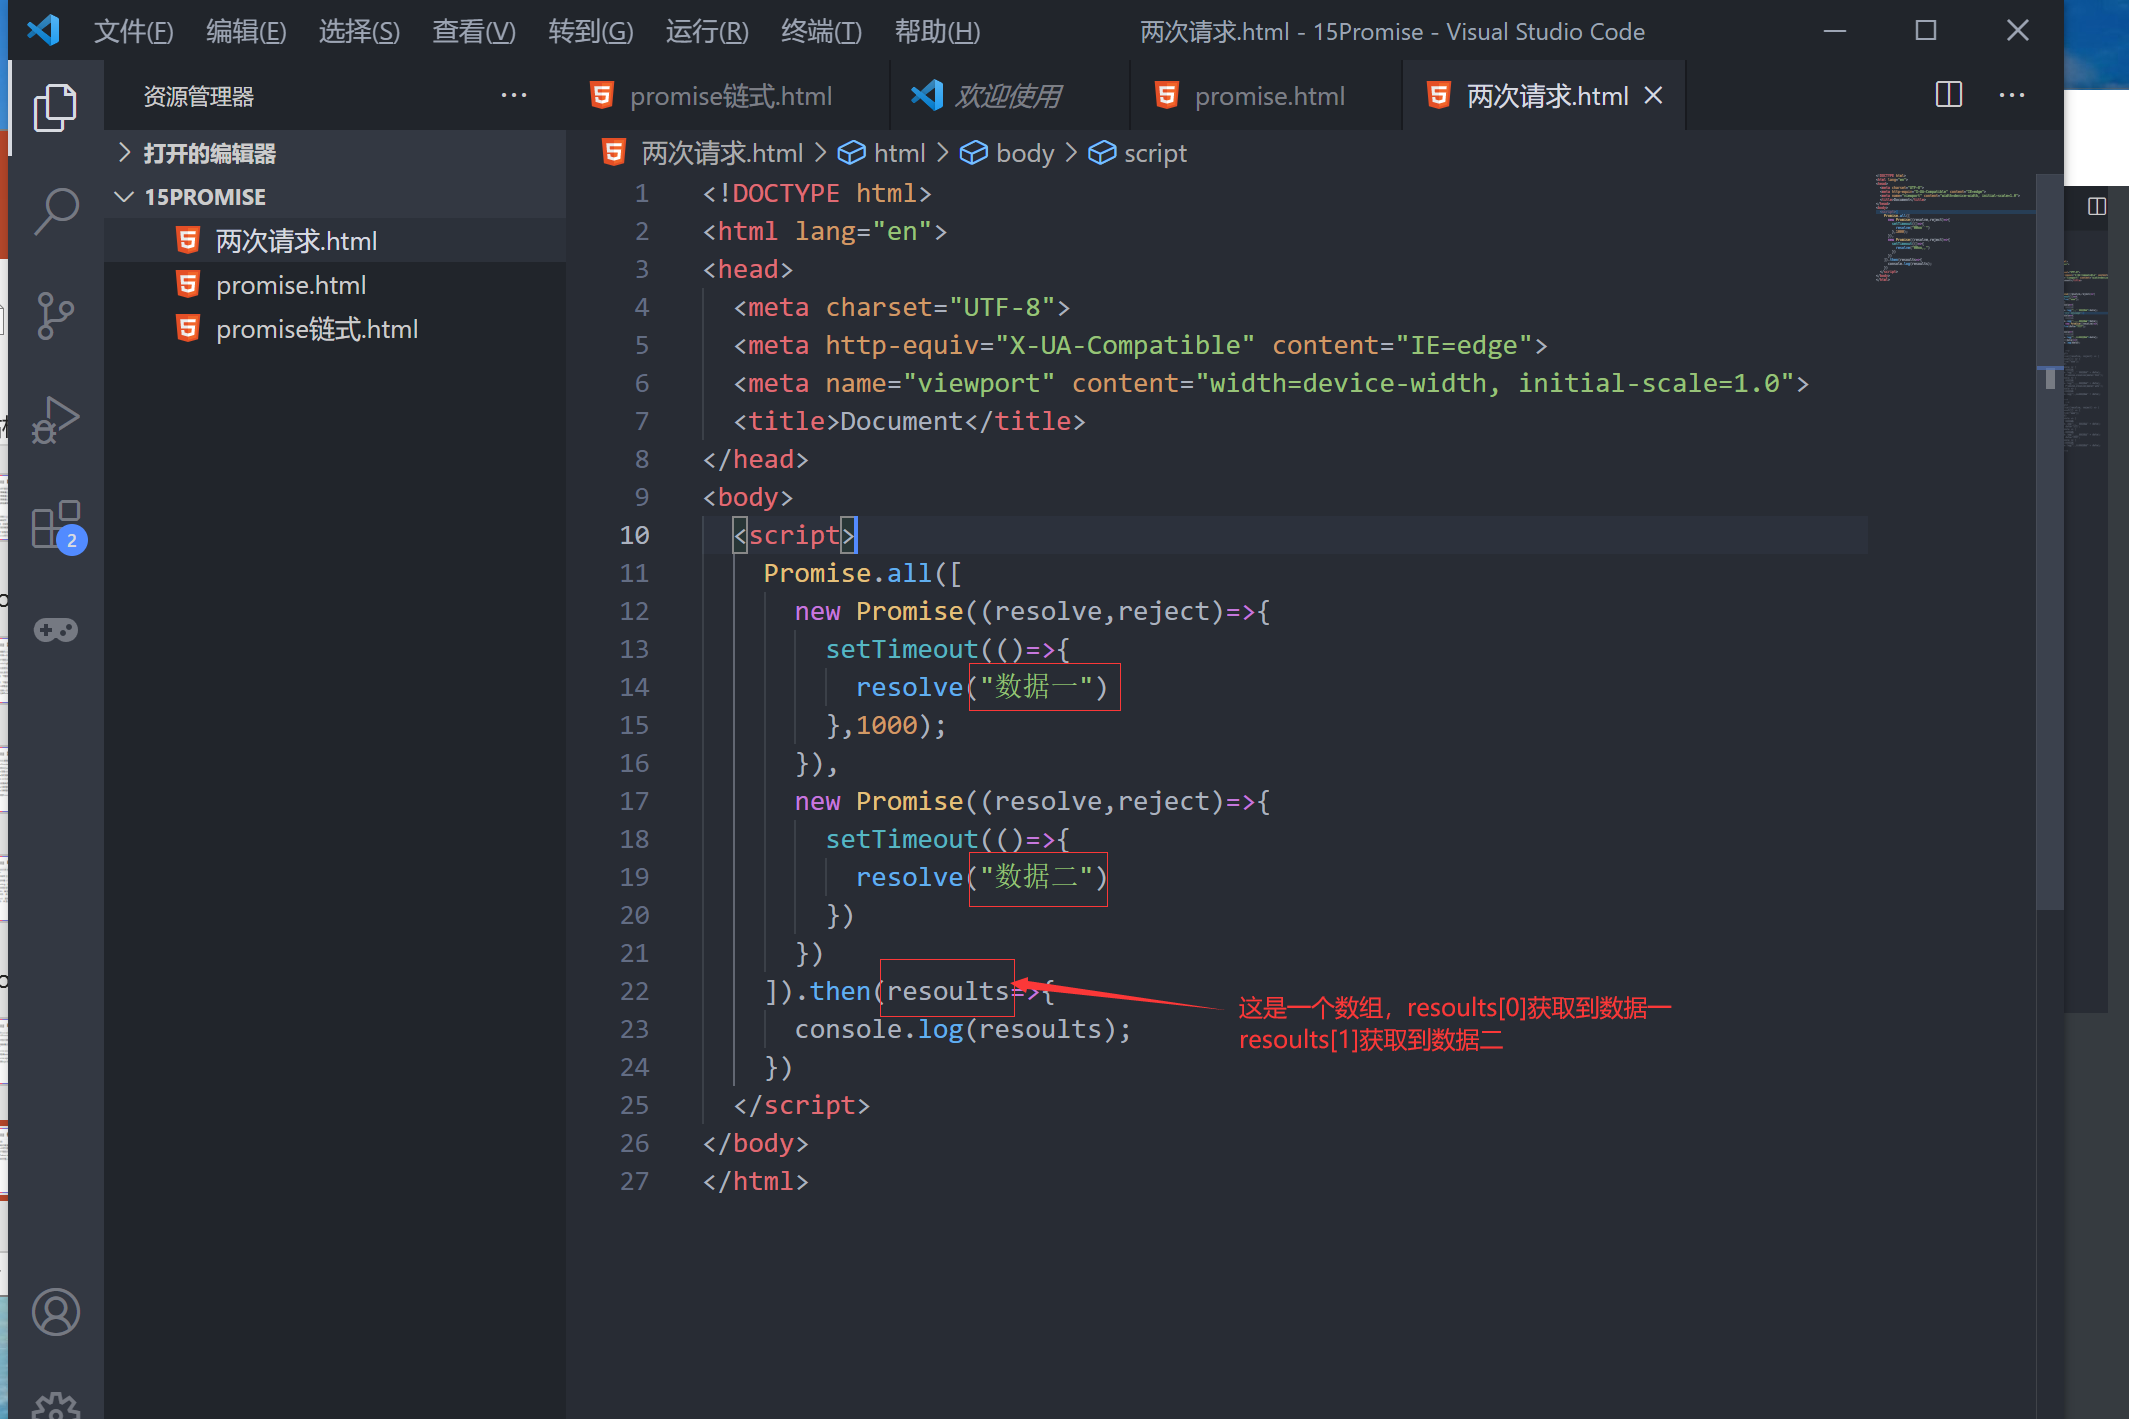 文件(F) 编辑(E) 选择(S) 查看(V) 转到(G) 运行(R) 终端(T) 帮助(H) 两次请求.html - 15Promise - Visual Studio Code
资源管理器 ··· promise链式.html 欢迎使用 promise.html 两次请求.html
打开的编辑器
15PROMISE
两次请求.html
promise.html
promise链式.html
2
两次请求.html > html > body > script
1 <!DOCTYPE html>
2 <html lang="en">
3 <head>
4 <meta charset="UTF-8">
5 <meta http-equiv="X-UA-Compatible" content="IE=edge">
6 <meta name="viewport" content="width=device-width, initial-scale=1.0">
7 <title>Document</title>
8 </head>
9 <body>
10 <script>
11 Promise.all([
12 new Promise((resolve,reject)=>{
13 setTimeout(()=>{
14 resolve("数据一")
15 },1000);
16 }),
17 new Promise((resolve,reject)=>{
18 setTimeout(()=>{
19 resolve("数据二")
20 })
21 })
22 ]).then(resoults=>{
23 console.log(resoults);
24 })
25 </script>
26 </body>
27 </html>
这是一个数组，resoults[0]获取到数据一
resoults[1]获取到数据二